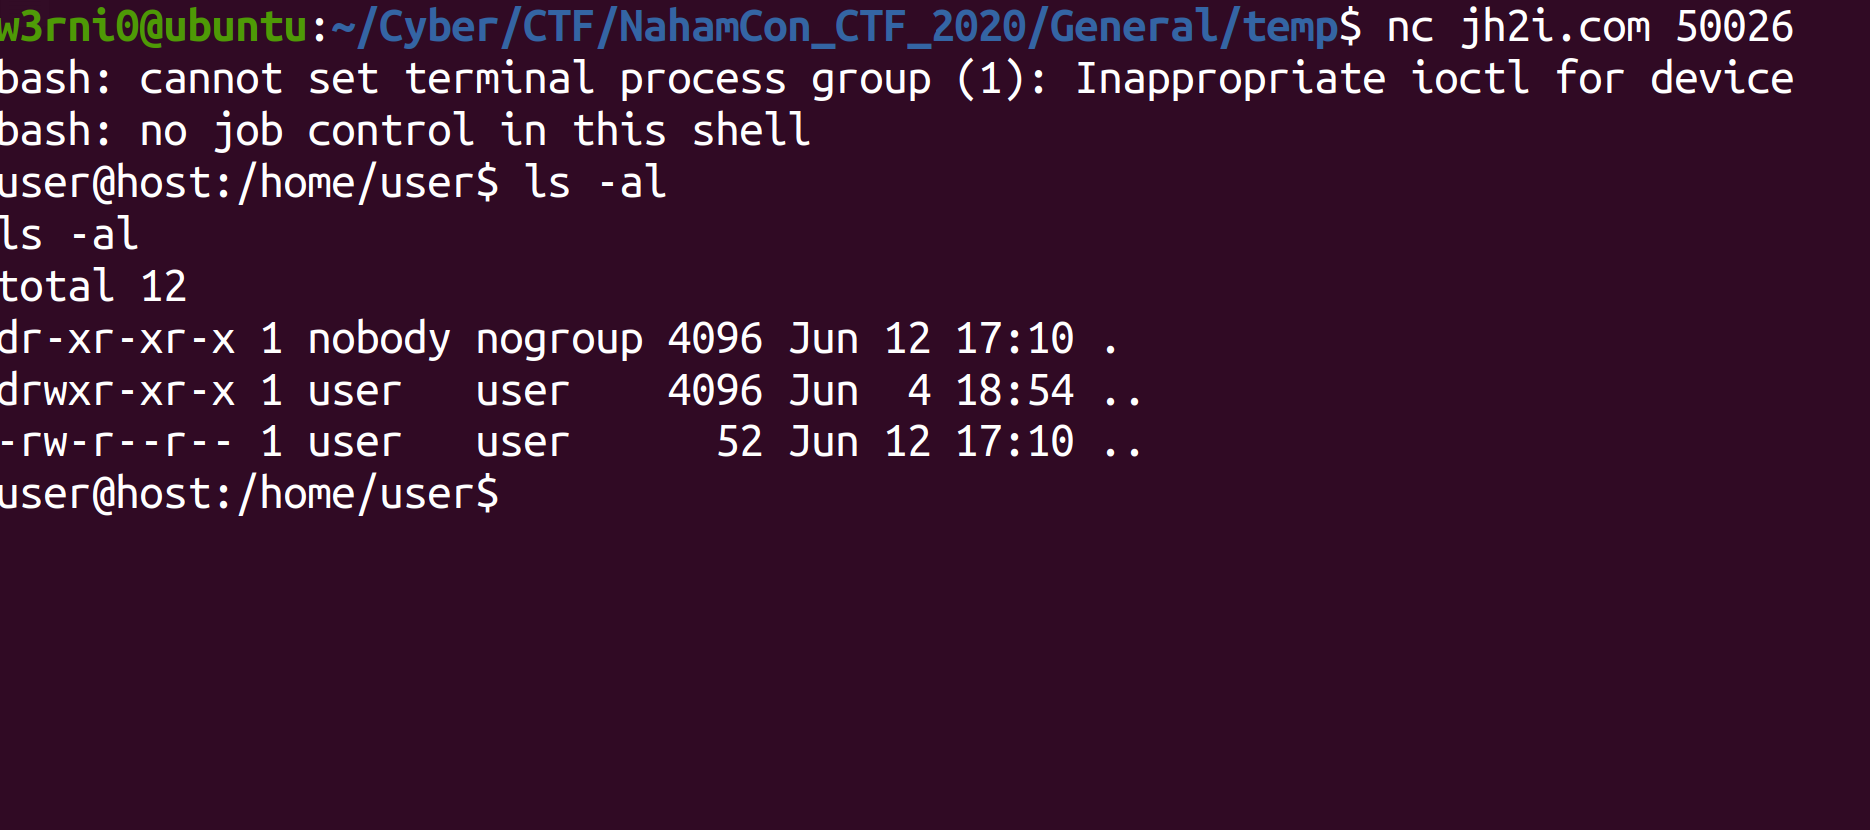 w3rni0@ubuntu:~/Cyber/CTF/NahamCon_CTF_2020/General/temp$ nc jh2i.com 50026
bash: cannot set terminal process group (1): Inappropriate ioctl for device
bash: no job control in this shell
user@host:/home/user$ ls -al
ls -al
total 12
dr-xr-xr-x 1 nobody nogroup 4096 Jun 12 17:10 .
drwxr-xr-x 1 user   user    4096 Jun  4 18:54 ..
-rw-r--r-- 1 user   user      52 Jun 12 17:10 ..
user@host:/home/user$